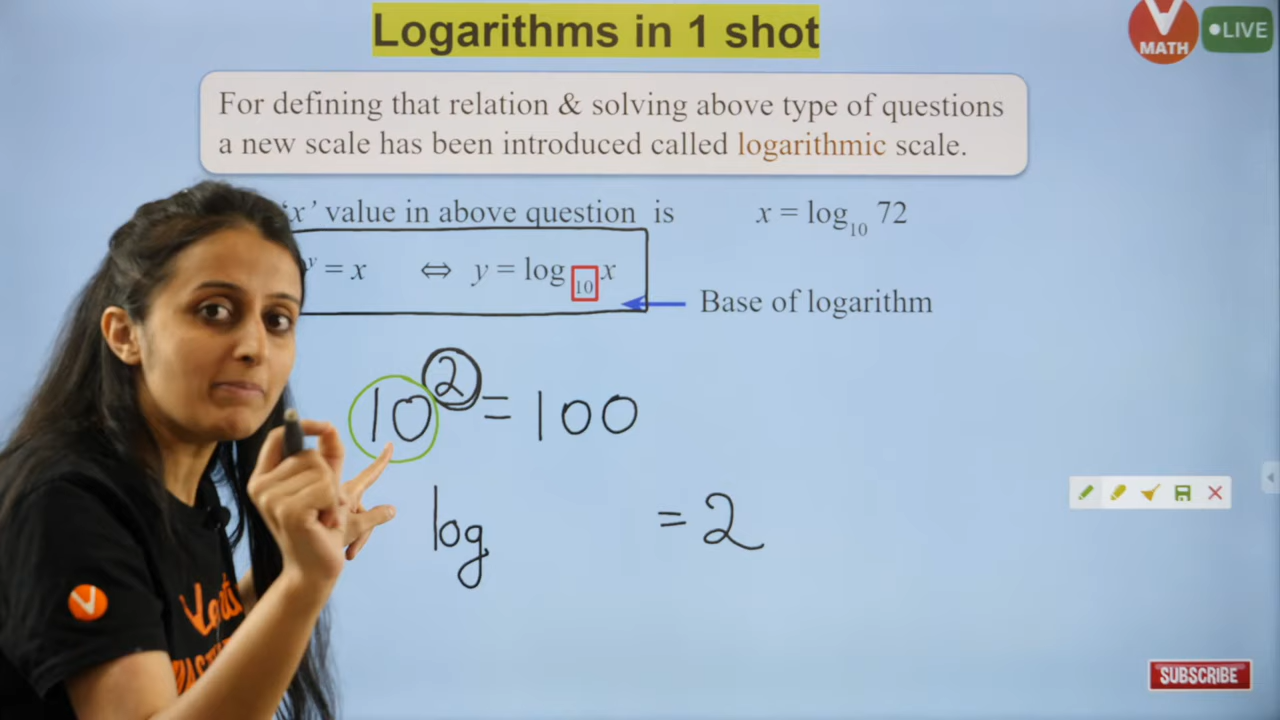 Logarithms in 1 shot
V
MATH
LIVE
For defining that relation & solving above type of questions
a new scale has been introduced called logarithmic scale.
‘x’ value in above question is x = log₁₀ 72
ʸ = x ⇔ y = log₁₀ x
Base of logarithm
10² = 100
log = 2
V
SUBSCRIBE